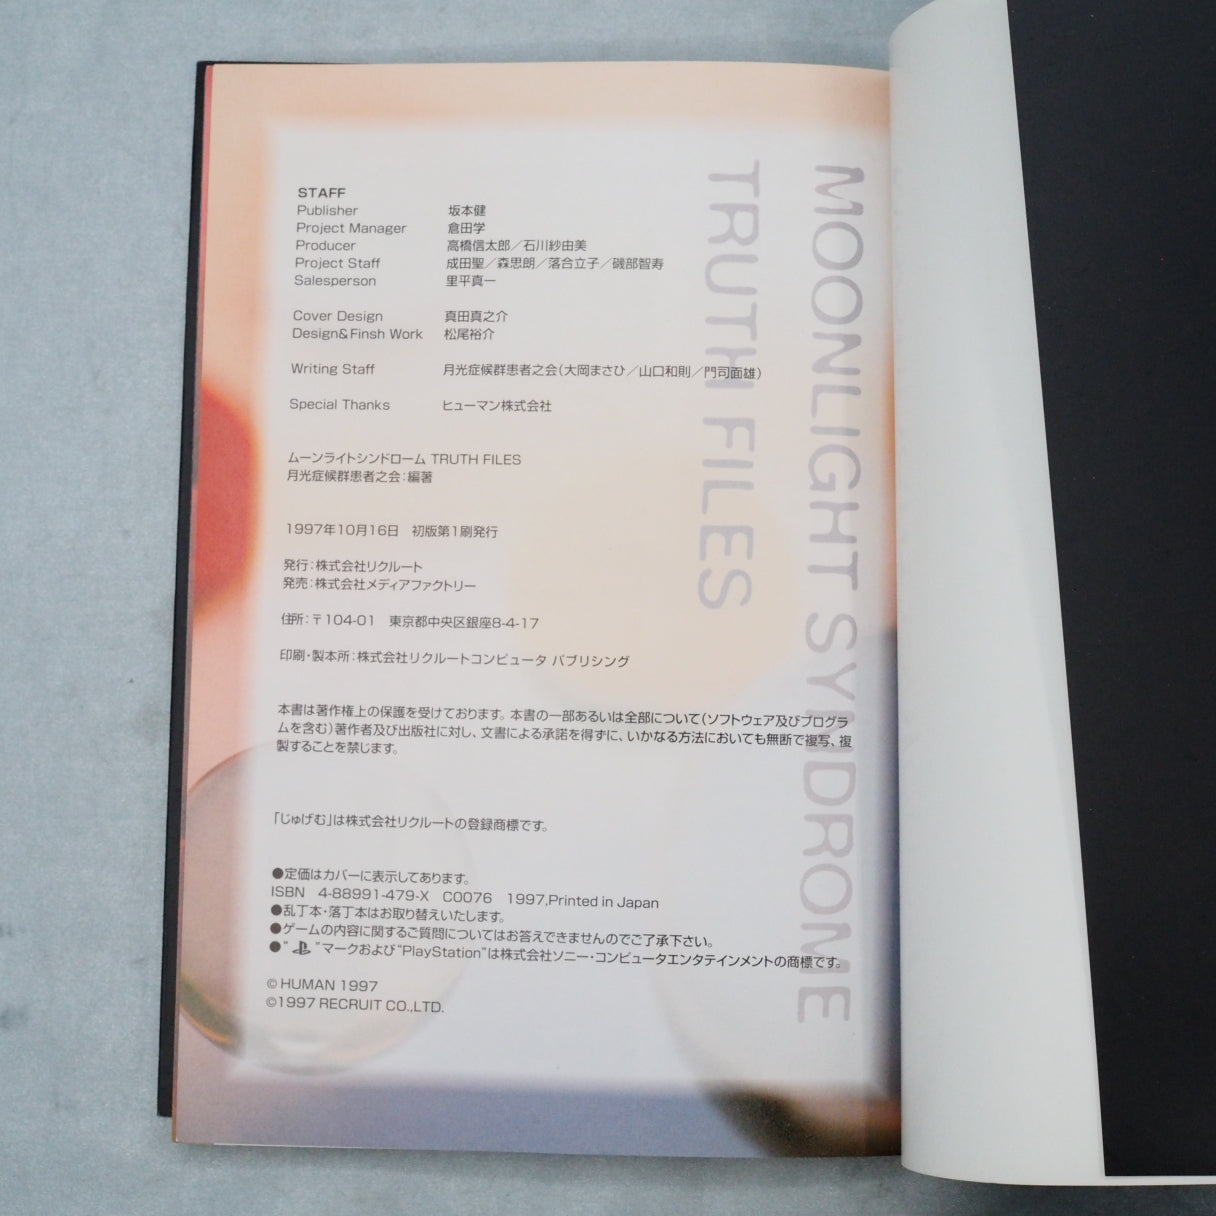 STAFF
Publisher 坂本健
Project Manager 倉田学
Producer 高橋信太郎／石川紗由美
Project Staff 成田聖／森思朗／落合立子／磯部智寿
Salesperson 里平真一
Cover Design 真田真之介
Design&Finsh Work 松尾裕介
Writing Staff 月光症候群患者之会(大岡まさひ／山口和則／門司面雄)
Special Thanks ヒューマン株式会社
ムーンライトシンドローム TRUTH FILES
月光症候群患者之会:編著
1997年10月16日 初版第1刷発行
発行:株式会社リクルート
発売:株式会社メディアファクトリー
住所:〒104-01 東京都中央区銀座8-4-17
印刷・製本所:株式会社リクルートコンピュータ パブリシング
本書は著作権上の保護を受けております。本書の一部あるいは全部について(ソフトウェア及びプログラ
ムを含む)著作者及び出版社に対し、文書による承諾を得ずに、いかなる方法においても無断で複写、複
製することを禁じます。
「じゅげむ」は株式会社リクルートの登録商標です。
●定価はカバーに表示してあります。
ISBN 4-88991-479-X C0076 1997,Printed in Japan
●乱丁本・落丁本はお取り替えいたします。
●ゲームの内容に関するご質問についてはお答えできませんのでご了承下さい。
●" "マークおよび"PlayStation"は株式会社ソニー・コンピュータエンタテインメントの商標です。
© HUMAN 1997
©1997 RECRUIT CO.,LTD.
MOONLIGHT SYNDROME
TRUTH FILES